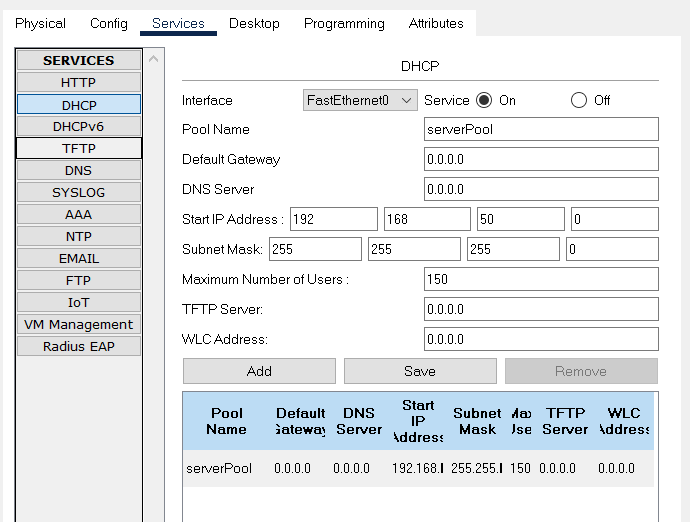 Physical Config Services Desktop Programming Attributes
SERVICES
HTTP
DHCP
DHCPv6
TFTP
DNS
SYSLOG
AAA
NTP
EMAIL
FTP
IoT
VM Management
Radius EAP
DHCP
Interface FastEthernet0 Service On Off
Pool Name serverPool
Default Gateway 0.0.0.0
DNS Server 0.0.0.0
Start IP Address : 192 168 50 0
Subnet Mask: 255 255 255 0
Maximum Number of Users : 150
TFTP Server: 0.0.0.0
WLC Address: 0.0.0.0
Add Save Remove
Pool Name Default Gateway DNS Server Start IP Address Subnet Mask Max User TFTP Server WLC Address
serverPool 0.0.0.0 0.0.0.0 192.168. 255.255. 150 0.0.0.0 0.0.0.0